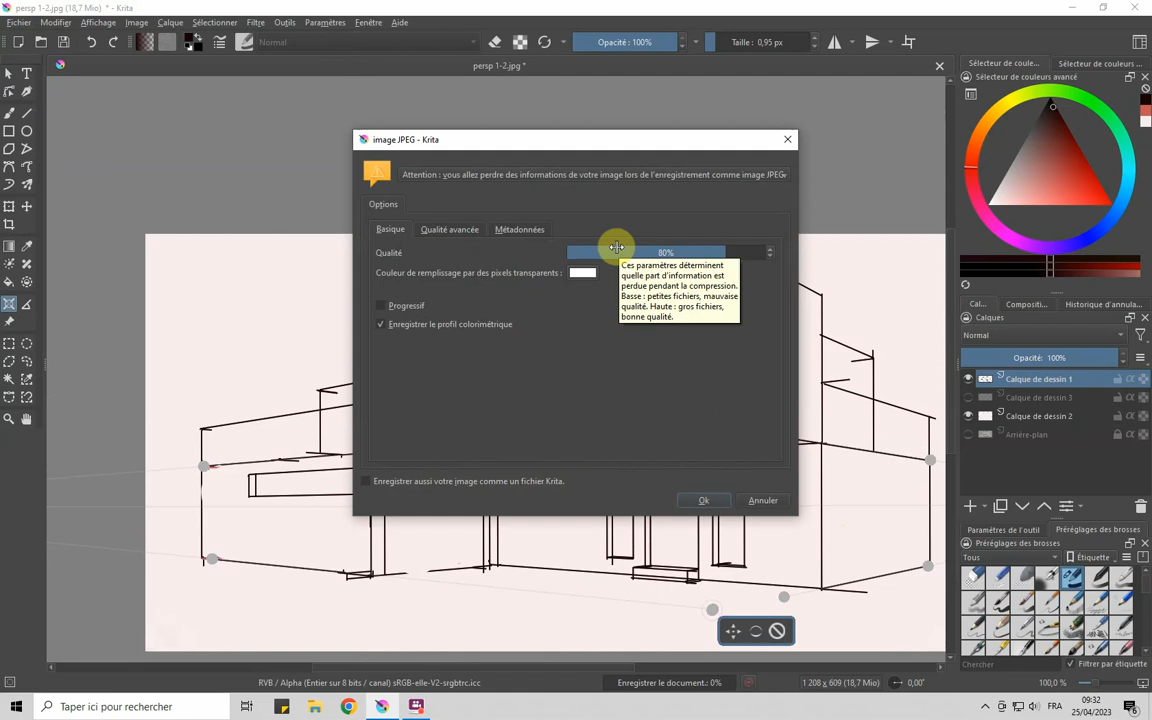 persp 1-2.jpg (18,7 Mio) * - Krita
Fichier Modifier Affichage Image Calque Sélectionner Filtre Outils Paramètres Fenêtre Aide
Normal
Opacité : 100%
Taille : 0,95 px
persp 1-2.jpg *
Sélecteur de coule... Sélecteur de couleurs ...
Sélecteur de couleurs avancé
image JPEG - Krita
Attention : vous allez perdre des informations de votre image lors de l'enregistrement comme image JPEG.
Options
Basique Qualité avancée Métadonnées
Qualité
80%
Couleur de remplissage par des pixels transparents :
Ces paramètres déterminent
quelle part d'information est
perdue pendant la compression.
Basse : petites fichiers, mauvaise
qualité. Haute : gros fichiers,
bonne qualité.
Progressif
Enregistrer le profil colorimétrique
Enregistrer aussi votre image comme un fichier Krita.
Ok Annuler
Cal... Compositi... Historique d'annula...
Calques
Normal
Opacité: 100%
Calque de dessin 1
Calque de dessin 3
Calque de dessin 2
Arrière-plan
Paramètres de l'outil Préréglages des brosses
Préréglages des brosses
Tous Étiquette
Chercher Filtrer par étiquette
RVB / Alpha (Entier sur 8 bits / canal) sRGB-elle-V2-srgbtrc.icc
Enregistrer le document.: 0%
1 208 x 609 (18,7 Mio)
0,00°
100,0 %
Taper ici pour rechercher
FRA
09:32
25/04/2023
6